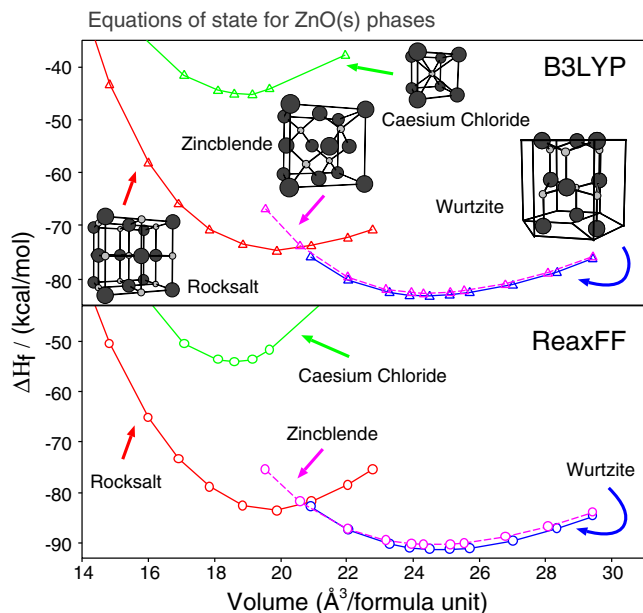 Equations of state for ZnO(s) phases
B3LYP
-40
Caesium Chloride
Zincblende
-50
-60
Wurtzite
-70
Rocksalt
-80
ΔHf / (kcal/mol)
ReaxFF
-50
Caesium Chloride
-60
Zincblende
-70
Rocksalt
Wurtzite
-80
-90
14 16 18 20 22 24 26 28 30
Volume (Å³/formula unit)